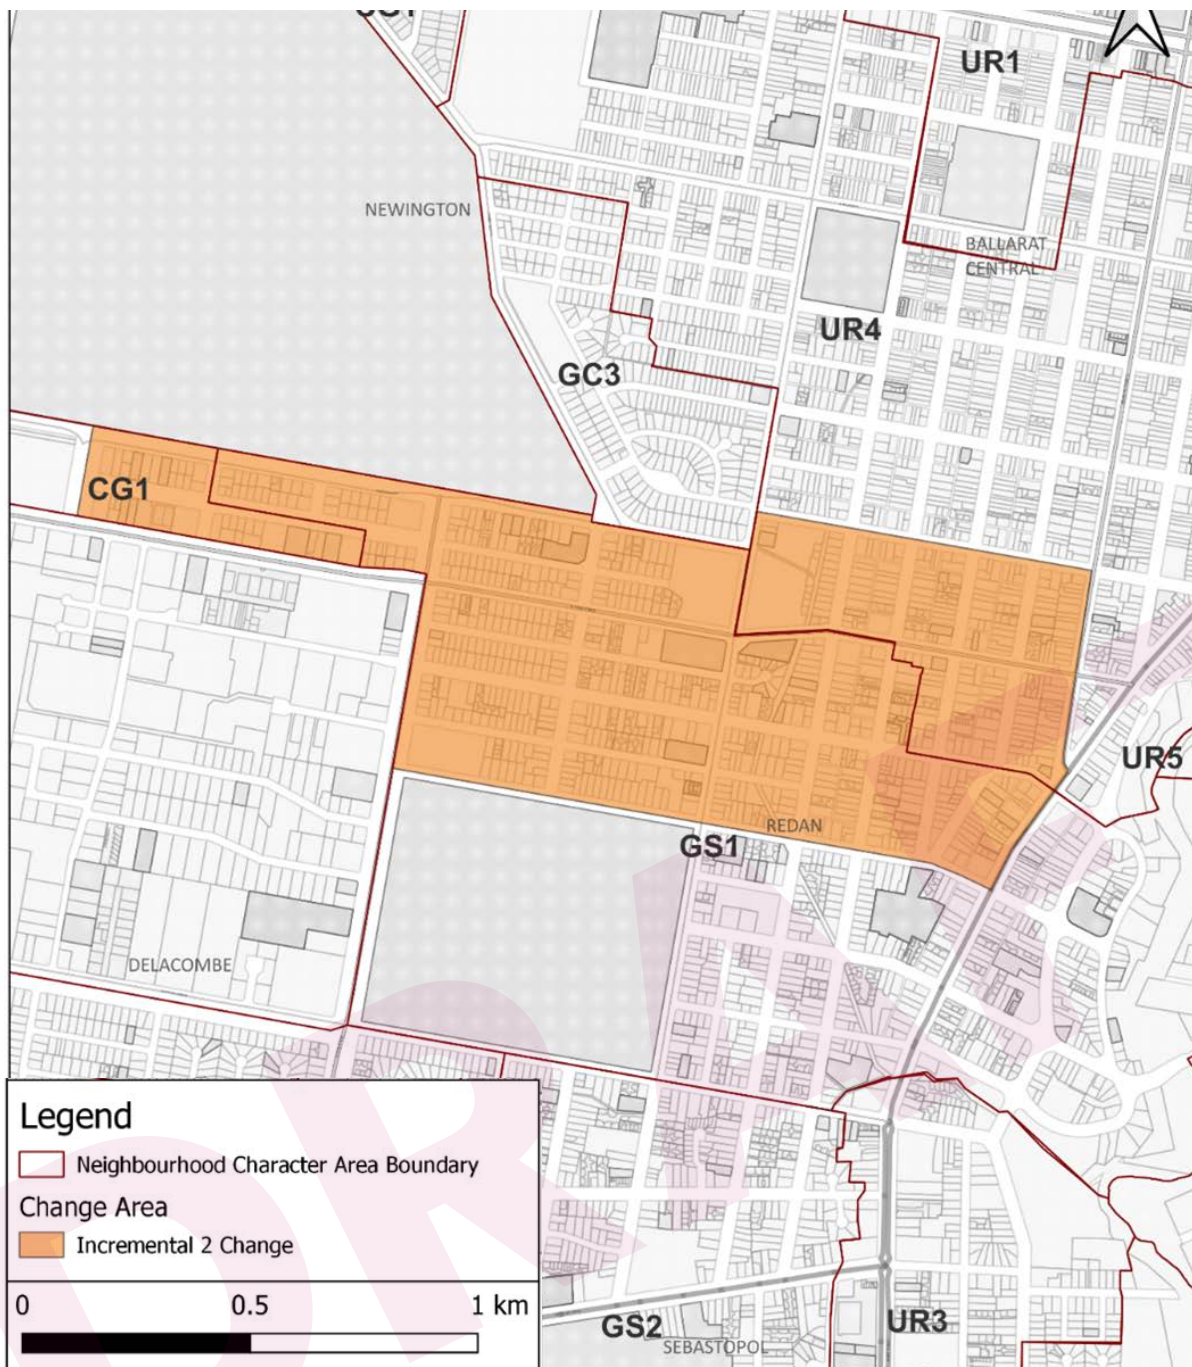 UR1
NEWINGTON
BALLARAT
CENTRAL
UR4
GC3
CG1
UR5
REDAN
GS1
DELACOMBE
Legend
Neighbourhood Character Area Boundary
Change Area
Incremental 2 Change
0 0.5 1 km
GS2
UR3
SEBASTOPOL
DRA